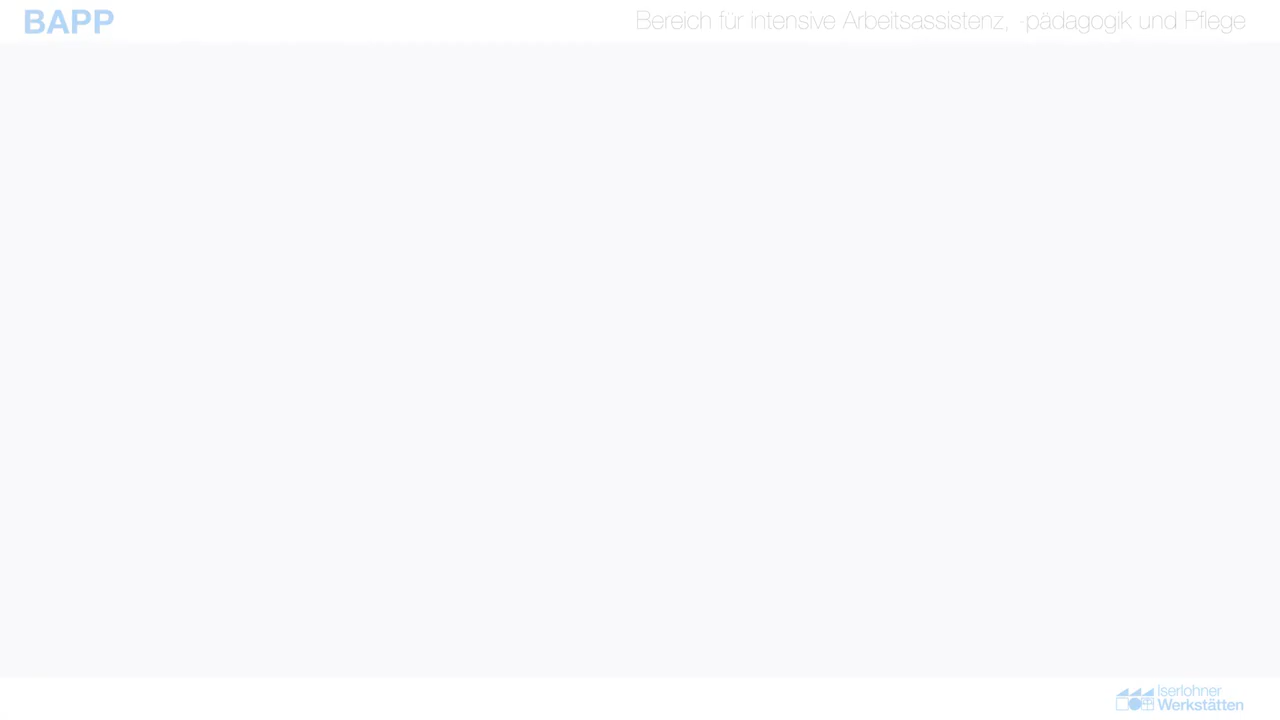 BAPP
Bereich für intensive Arbeitsassistenz, -pädagogik und Pflege
Iserlohner
Werkstätten